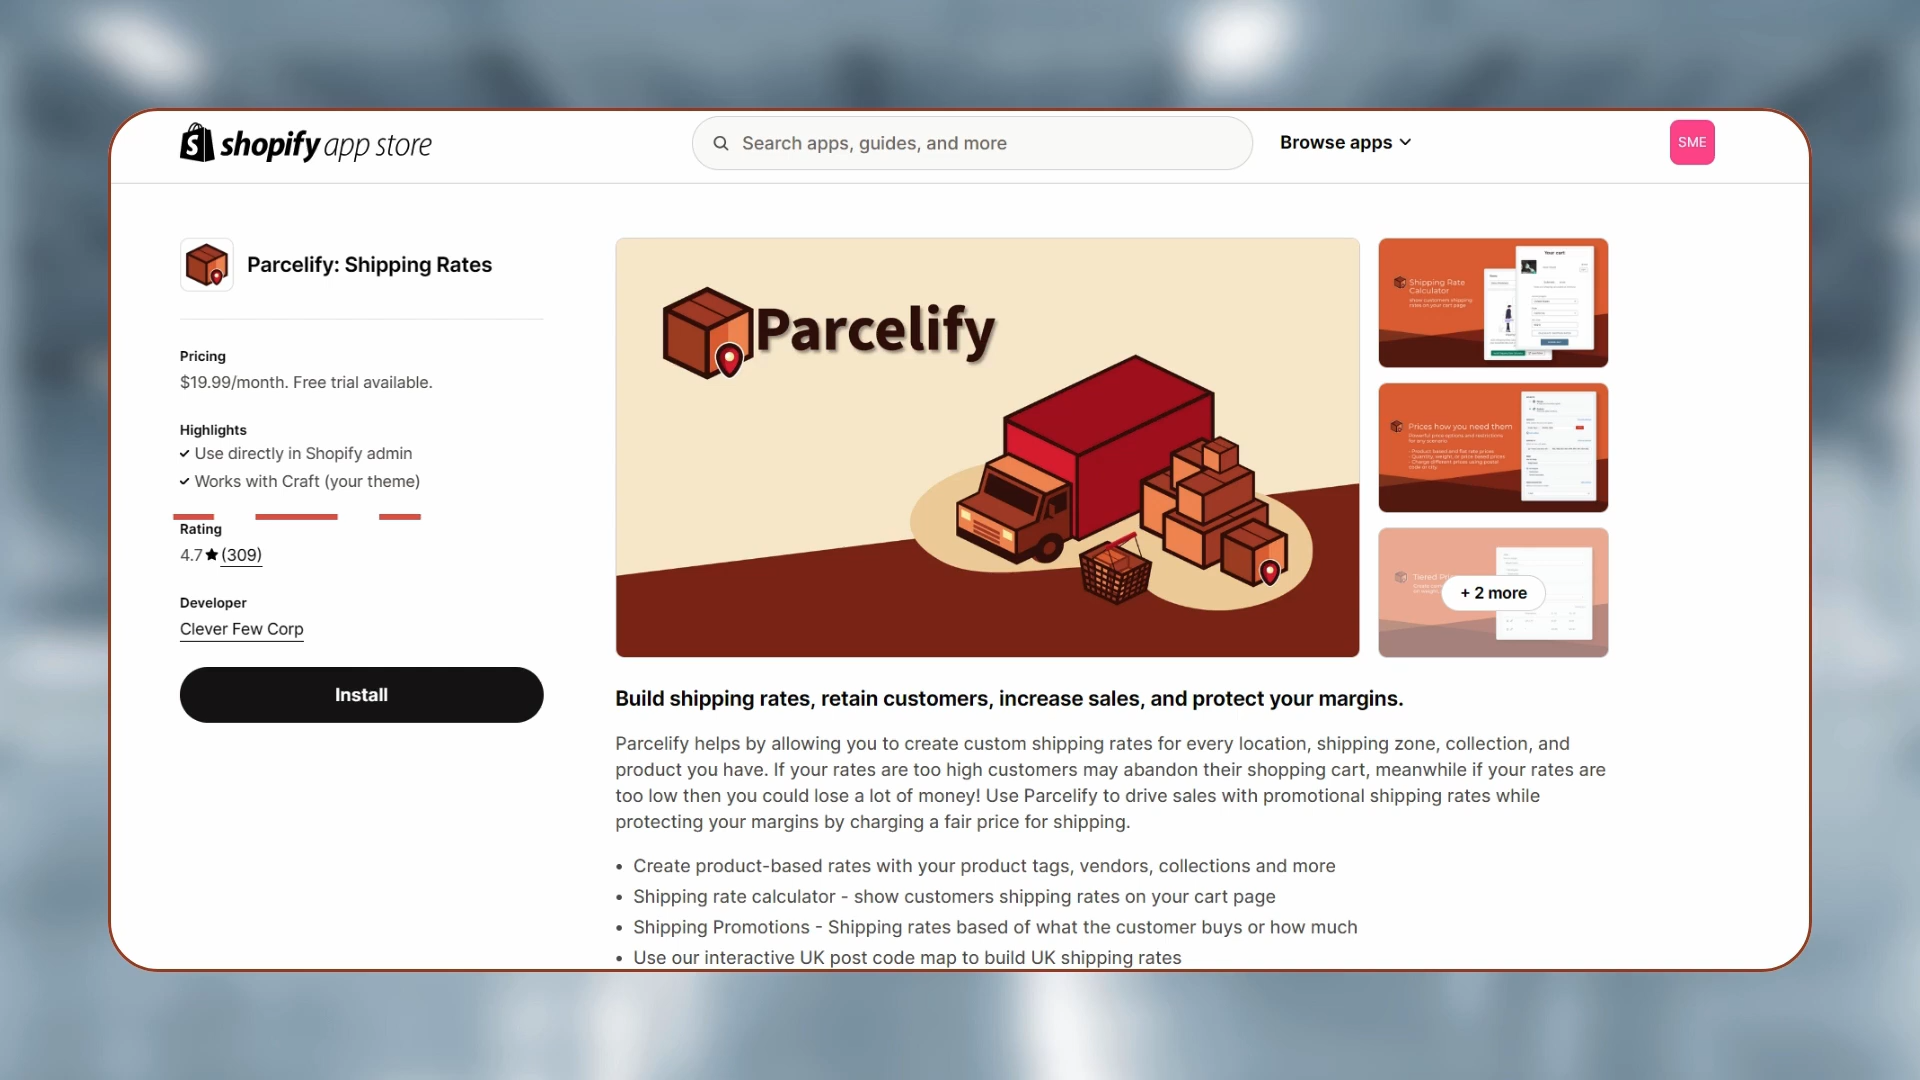 shopify app store
Search apps, guides, and more
Browse apps
SME
Parcelify: Shipping Rates
Pricing
$19.99/month. Free trial available.
Highlights
Use directly in Shopify admin
Works with Craft (your theme)
Rating
4.7★(309)
Developer
Clever Few Corp
Install
Parcelify
Shipping Rate
Calculator
Your cart
Prices how you need them
+ 2 more
Build shipping rates, retain customers, increase sales, and protect your margins.
Parcelify helps by allowing you to create custom shipping rates for every location, shipping zone, collection, and
product you have. If your rates are too high customers may abandon their shopping cart, meanwhile if your rates are
too low then you could lose a lot of money! Use Parcelify to drive sales with promotional shipping rates while
protecting your margins by charging a fair price for shipping.
• Create product-based rates with your product tags, vendors, collections and more
• Shipping rate calculator - show customers shipping rates on your cart page
• Shipping Promotions - Shipping rates based of what the customer buys or how much
• Use our interactive UK post code map to build UK shipping rates